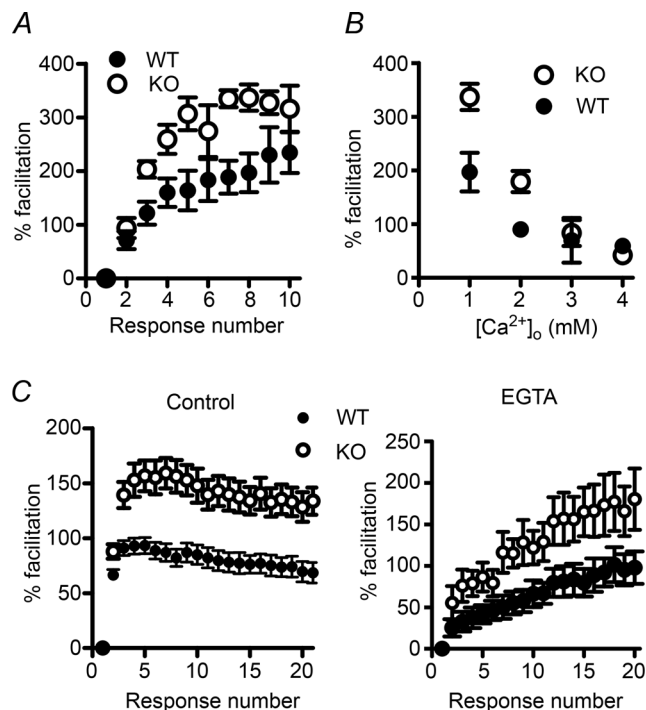 A
WT
KO
% facilitation
400
300
200
100
0
0
2
4
6
8
10
Response number
B
KO
WT
% facilitation
400
300
200
100
0
0
1
2
3
4
[Ca²⁺]ₒ (mM)
C
Control
WT
KO
% facilitation
200
150
100
50
0
0
5
10
15
20
Response number
EGTA
% facilitation
250
200
150
100
50
0
0
5
10
15
20
Response number